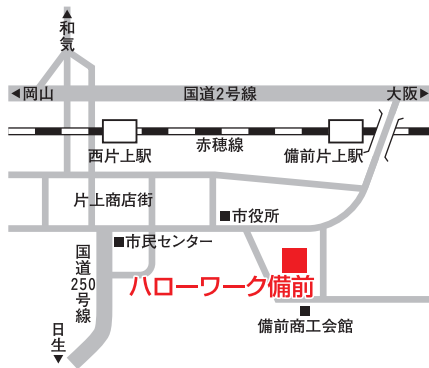 ▲
和気
◀岡山
国道2号線
大阪▶
西片上駅
赤穂線
備前片上駅
片上商店街
■市役所
■市民センター
国道250号線
ハローワーク備前
日生
▼
備前商工会館